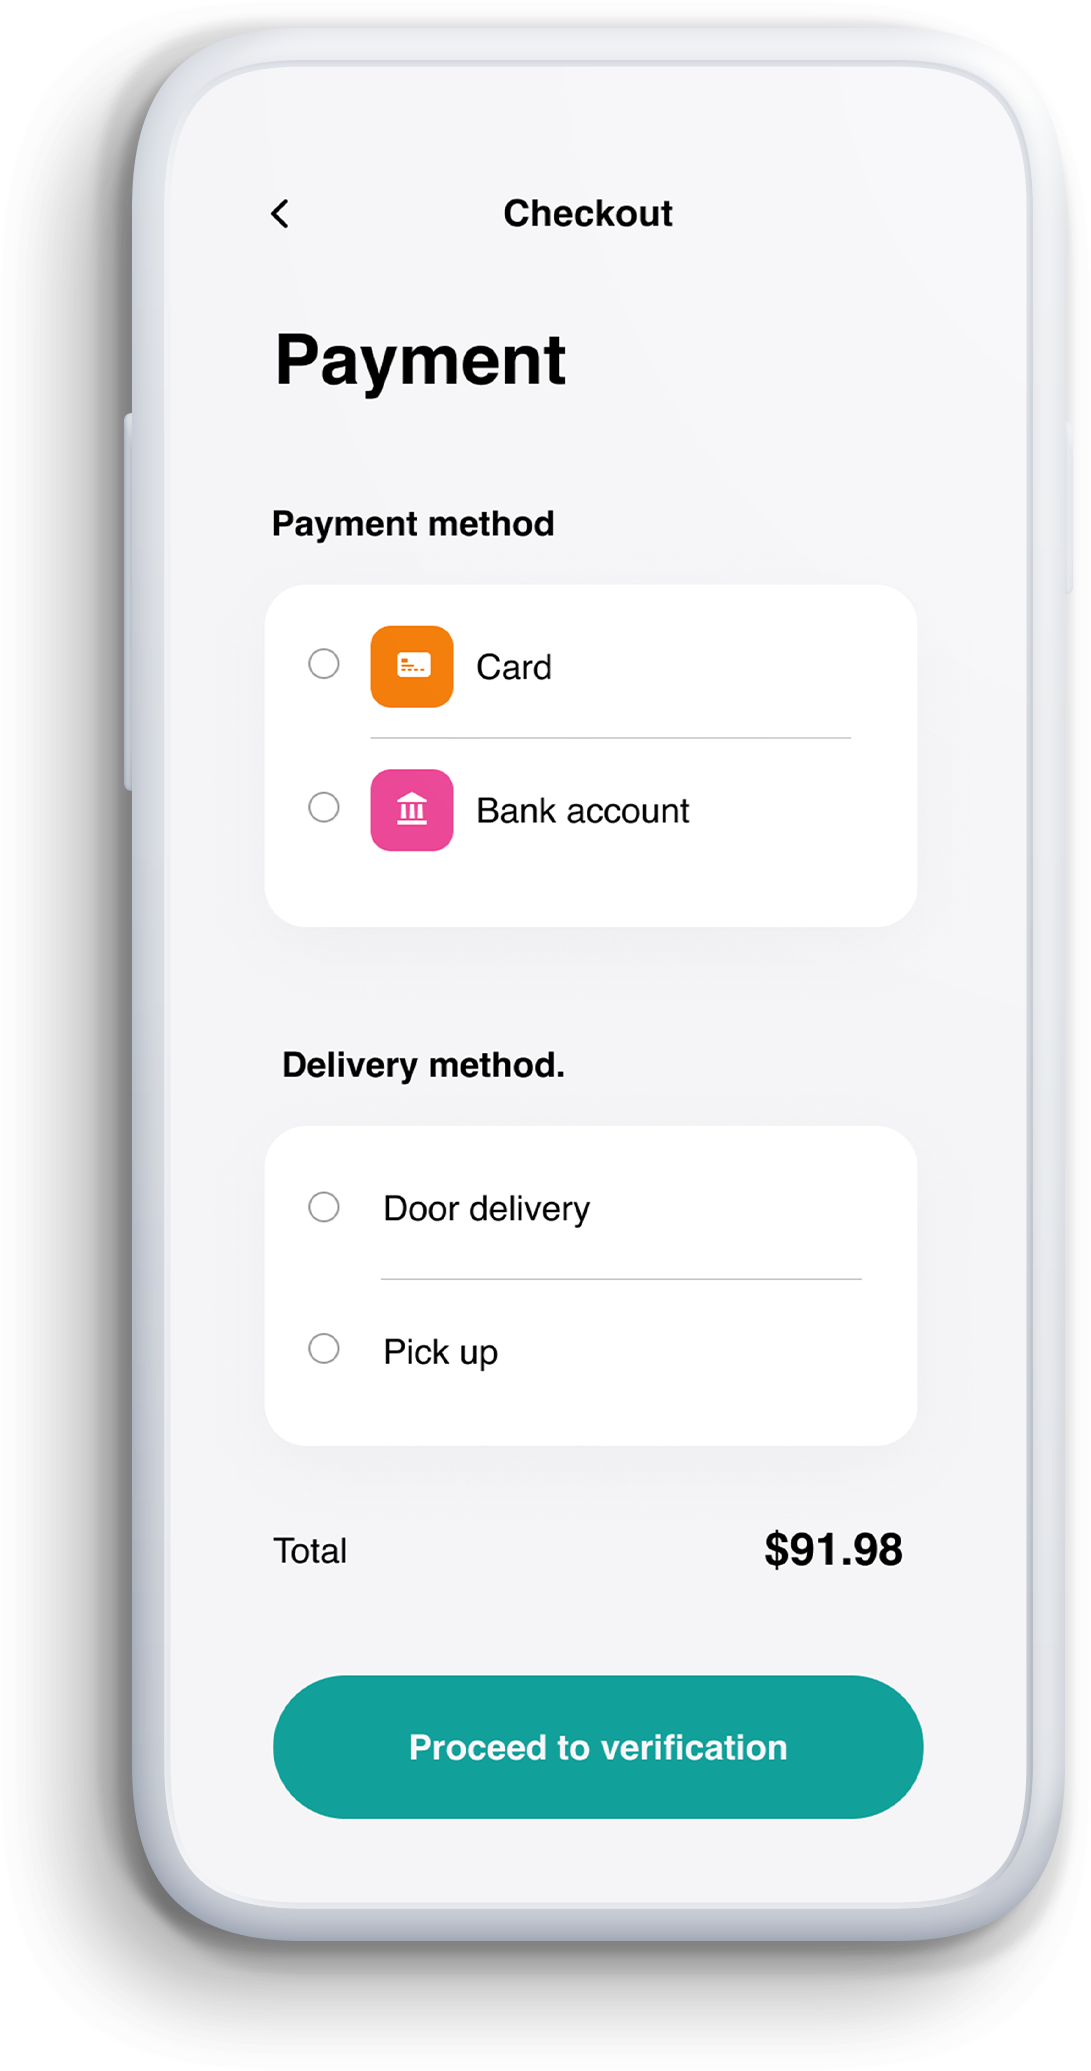 Checkout
Payment
Payment method
Card
Bank account
Delivery method.
Door delivery
Pick up
Total $91.98
Proceed to verification